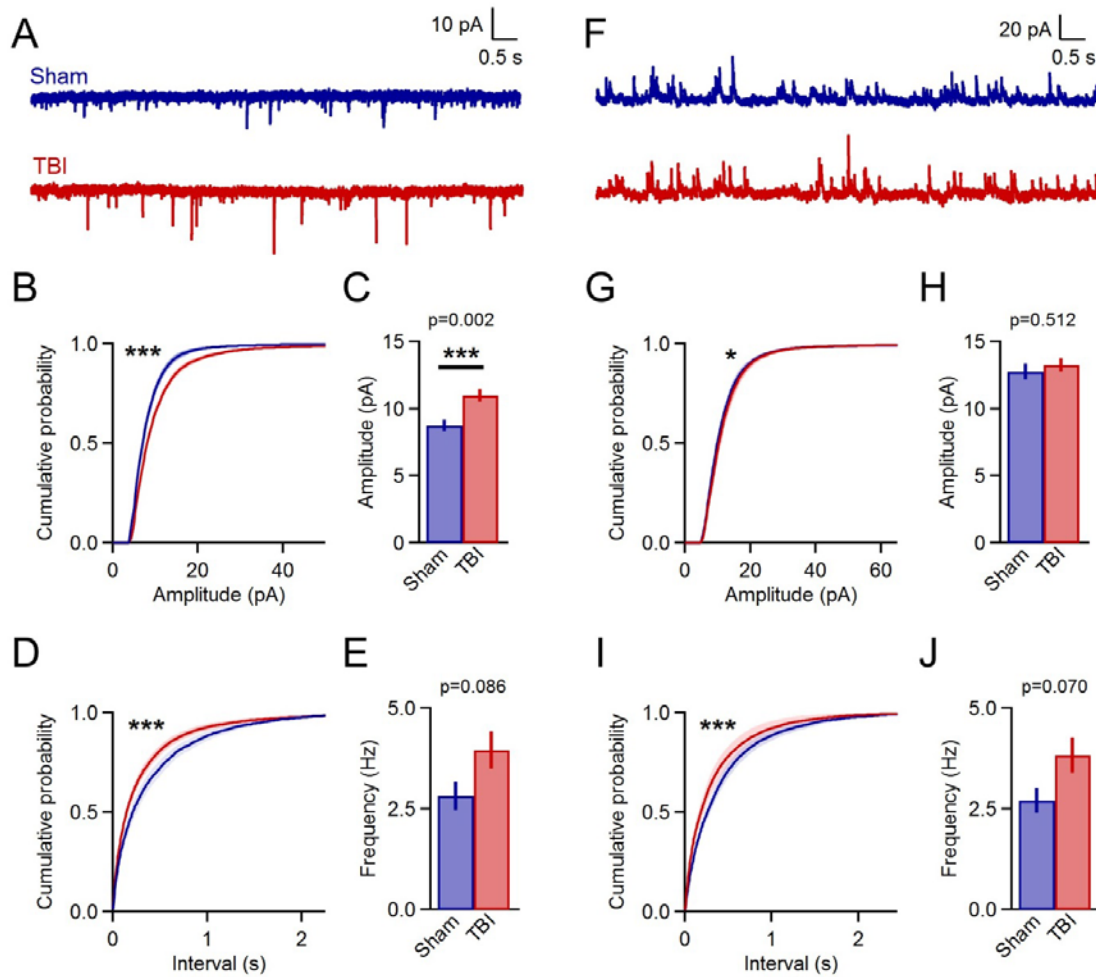 A
10 pA
0.5 s
Sham
TBI
F
20 pA
0.5 s
B
Cumulative probability
1.0
0.5
0.0
***
0
20
40
Amplitude (pA)
C
p=0.002
***
Amplitude (pA)
15
10
5
0
Sham
TBI
G
Cumulative probability
1.0
0.5
0.0
*
0
20
40
60
Amplitude (pA)
H
p=0.512
Amplitude (pA)
15
10
5
0
Sham
TBI
D
Cumulative probability
1.0
0.5
0.0
***
0
1
2
Interval (s)
E
p=0.086
Frequency (Hz)
5.0
2.5
0.0
Sham
TBI
I
Cumulative probability
1.0
0.5
0.0
***
0
1
2
Interval (s)
J
p=0.070
Frequency (Hz)
5.0
2.5
0.0
Sham
TBI